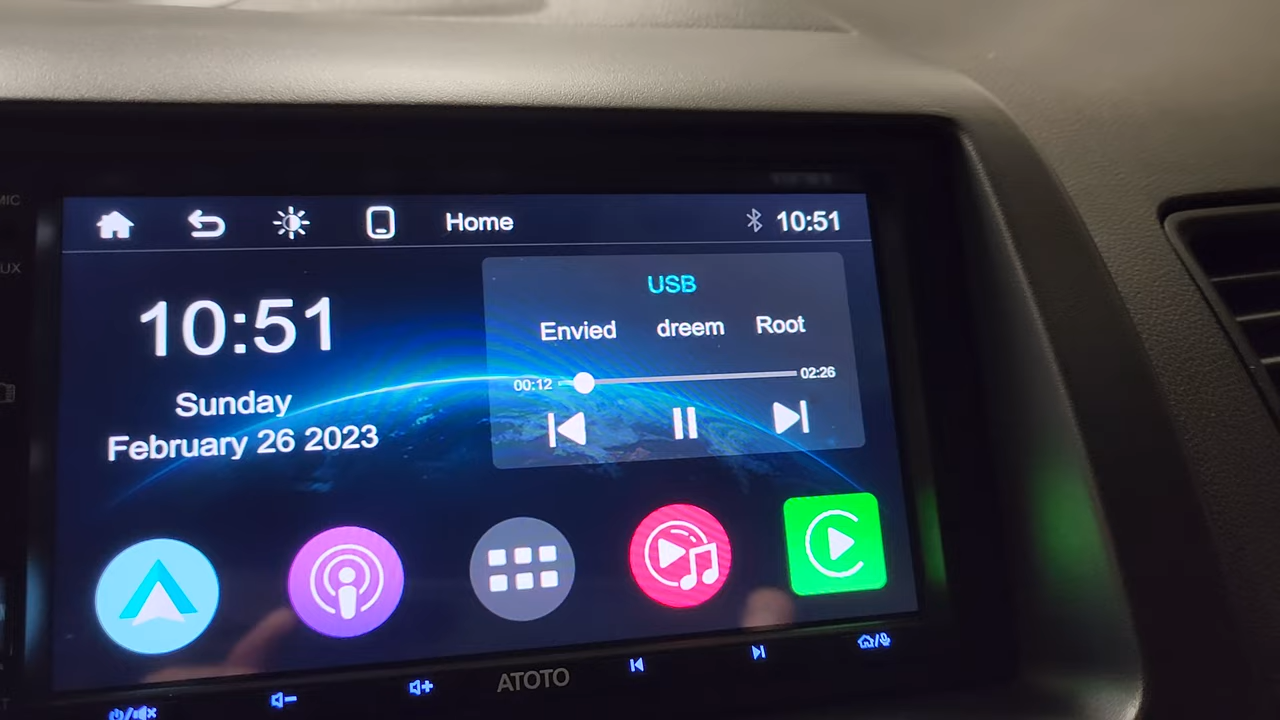 MIC
UX
Home
10:51
10:51
Sunday
February 26 2023
USB
Envied dreem Root
00:12 02:26
ATOTO